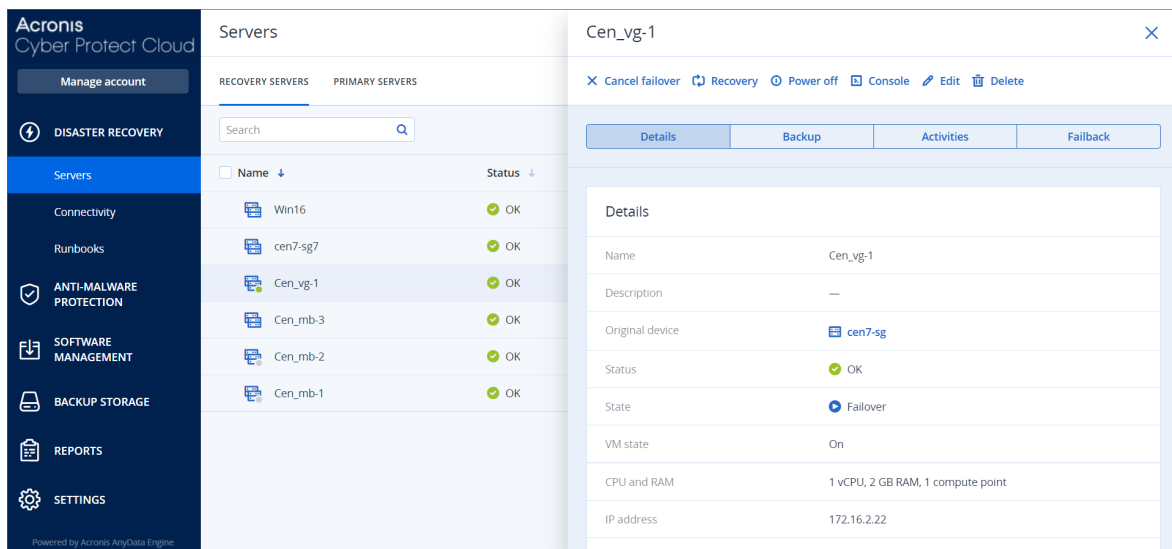 Acronis
Cyber Protect Cloud
Manage account
DISASTER RECOVERY
Servers
Connectivity
Runbooks
ANTI-MALWARE
PROTECTION
SOFTWARE
MANAGEMENT
BACKUP STORAGE
REPORTS
SETTINGS
Powered by Acronis AnyData Engine
Servers
RECOVERY SERVERS PRIMARY SERVERS
Search
Name Status
Win16 OK
cen7-sg7 OK
Cen_vg-1 OK
Cen_mb-3 OK
Cen_mb-2 OK
Cen_mb-1 OK
Cen_vg-1
Cancel failover Recovery Power off Console Edit Delete
Details Backup Activities Failback
Details
Name Cen_vg-1
Description —
Original device cen7-sg
Status OK
State Failover
VM state On
CPU and RAM 1 vCPU, 2 GB RAM, 1 compute point
IP address 172.16.2.22